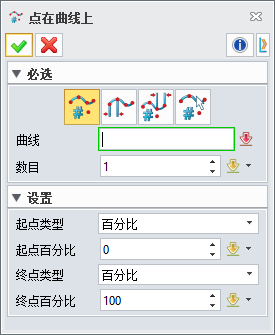 点在曲线上
必选
曲线
数目 1
设置
起点类型 百分比
起点百分比 0
终点类型 百分比
终点百分比 100